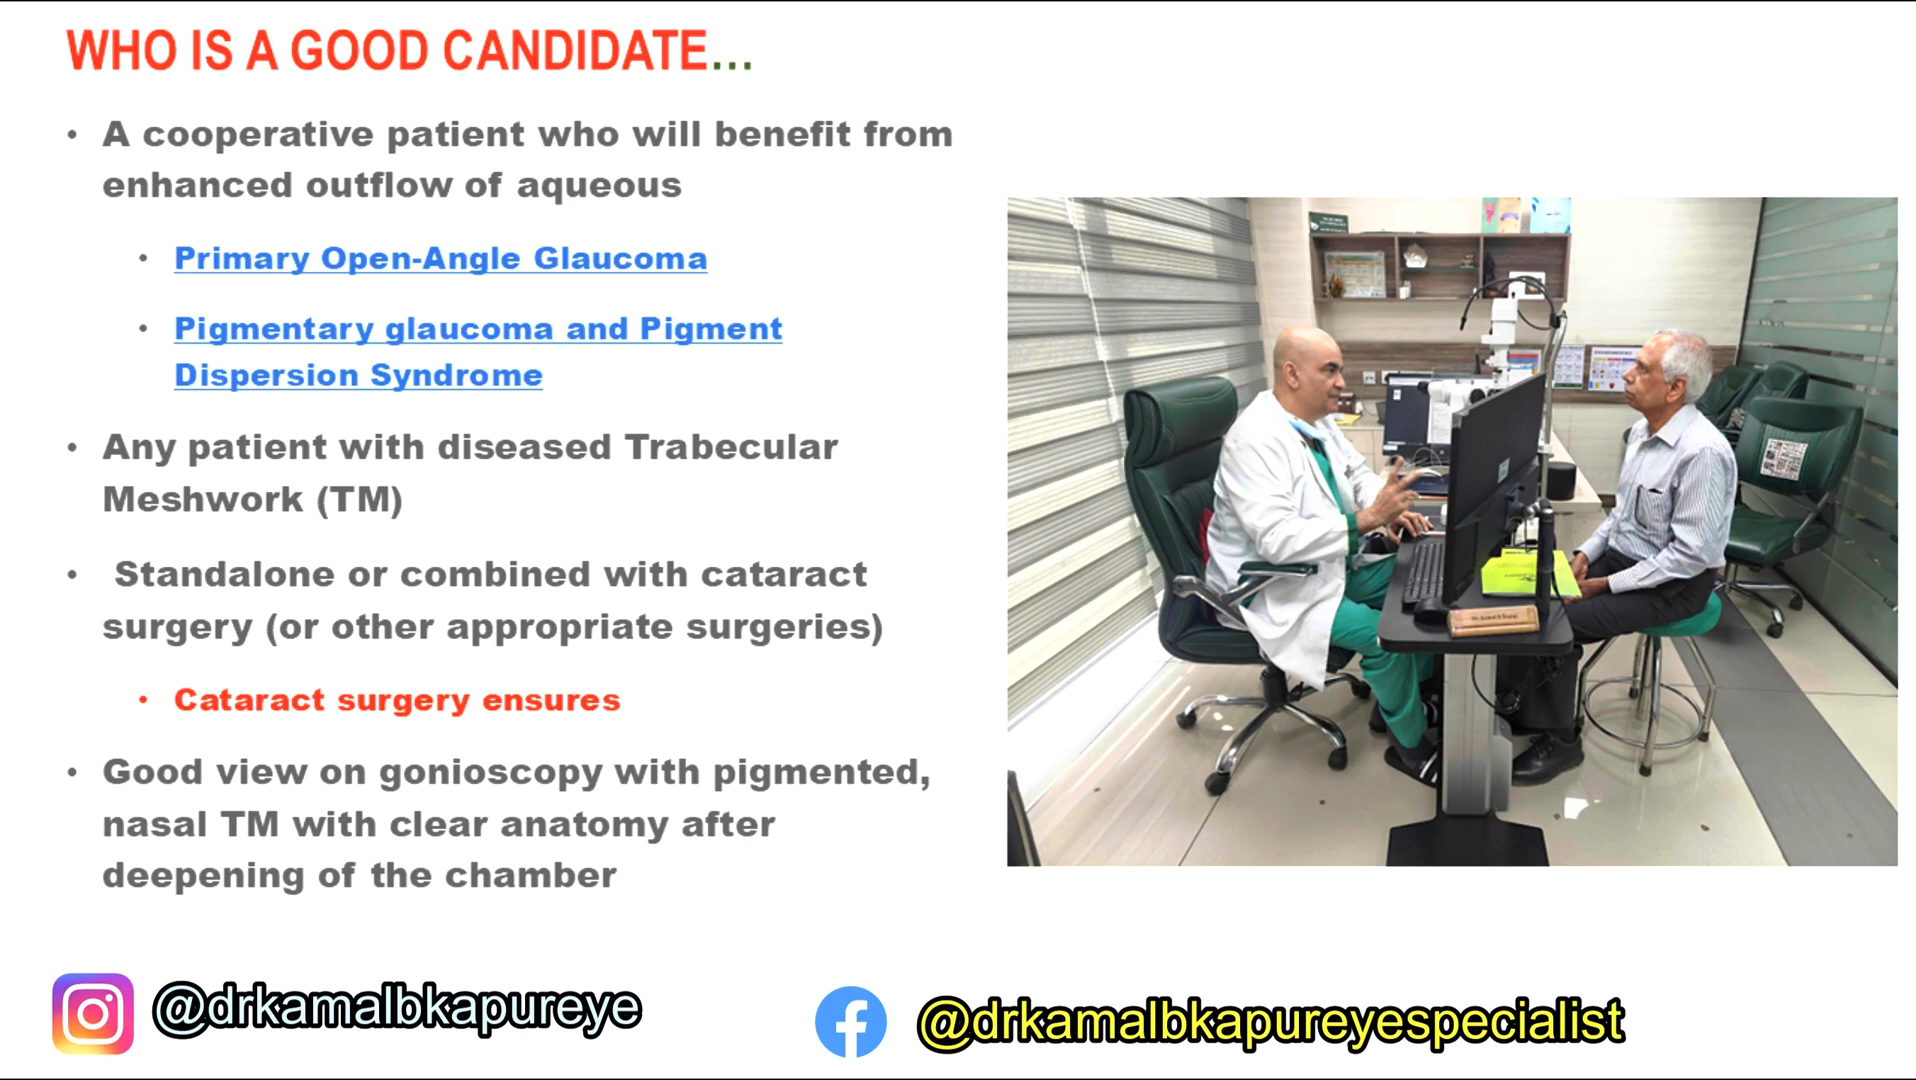 WHO IS A GOOD CANDIDATE...
• A cooperative patient who will benefit from
enhanced outflow of aqueous
• Primary Open-Angle Glaucoma
• Pigmentary glaucoma and Pigment
Dispersion Syndrome
• Any patient with diseased Trabecular
Meshwork (TM)
• Standalone or combined with cataract
surgery (or other appropriate surgeries)
• Cataract surgery ensures
• Good view on gonioscopy with pigmented,
nasal TM with clear anatomy after
deepening of the chamber
@drkamalbkapureye
@drkamalbkapureyespecialist